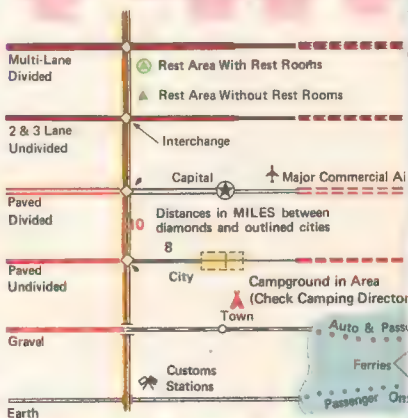 Multi-Lane
Divided
Rest Area With Rest Rooms
Rest Area Without Rest Rooms
2 & 3 Lane
Undivided
Interchange
Capital
Major Commercial Ai
Paved
Divided
10
Distances in MILES between
diamonds and outlined cities
8
Paved
Undivided
City
Campground in Area
(Check Camping Director
Town
Gravel
Auto & Passe
Ferries
Customs
Stations
Passenger On
Earth